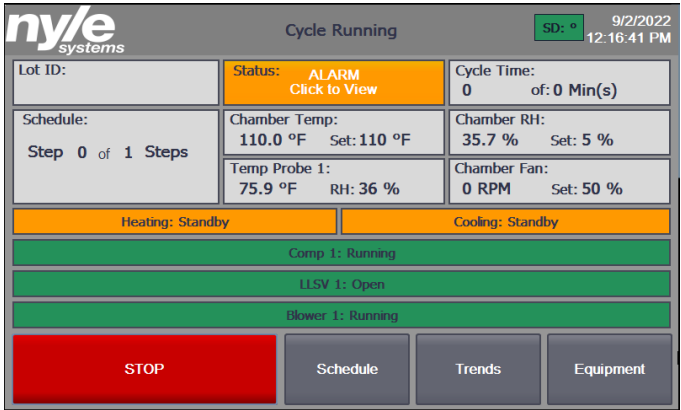 nyle
systems
Cycle Running
SD: º
9/2/2022
12:16:41 PM
Lot ID:
Status: ALARM
Click to View
Cycle Time:
0 of: 0 Min(s)
Schedule:
Step 0 of 1 Steps
Chamber Temp:
110.0 ºF Set: 110 ºF
Chamber RH:
35.7 % Set: 5 %
Temp Probe 1:
75.9 ºF RH: 36 %
Chamber Fan:
0 RPM Set: 50 %
Heating: Standby
Cooling: Standby
Comp 1: Running
LLSV 1: Open
Blower 1: Running
STOP
Schedule
Trends
Equipment